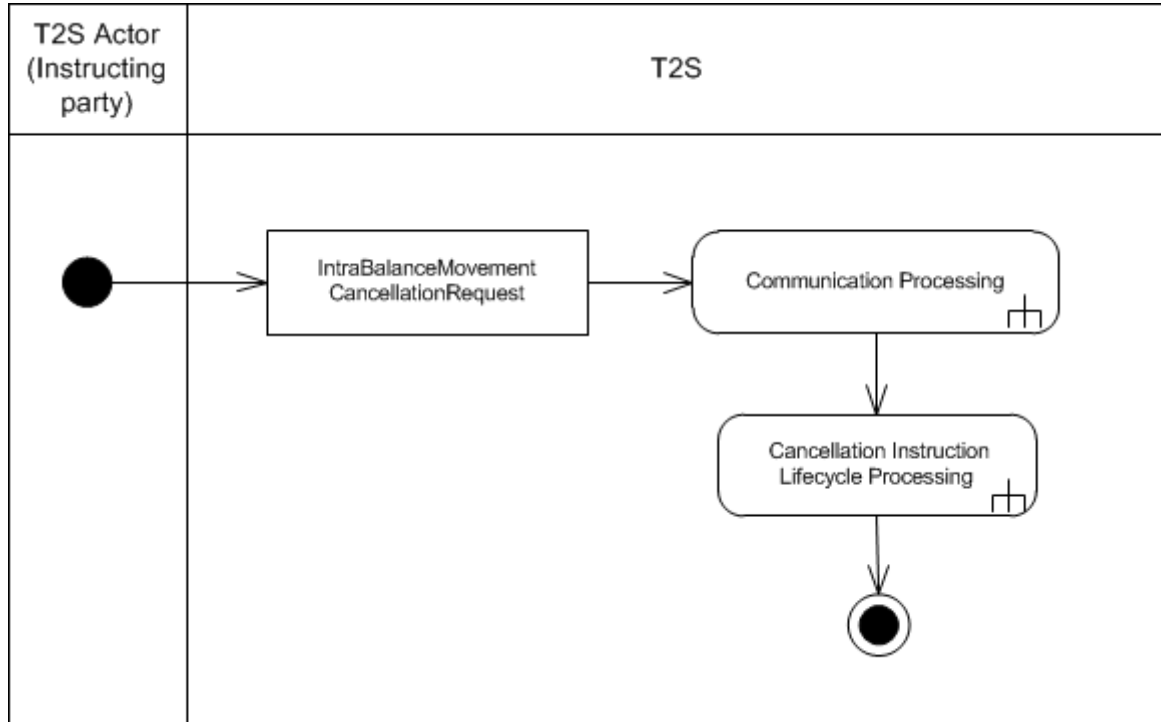 T2S Actor
(Instructing
party)
T2S
IntraBalanceMovement
CancellationRequest
Communication Processing
Cancellation Instruction
Lifecycle Processing